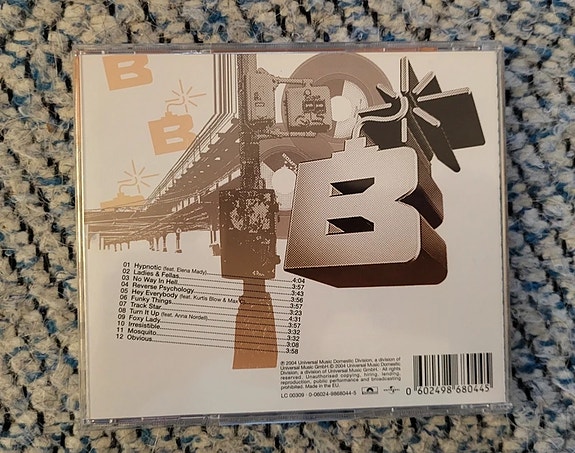 B
B
B
01 Hypnotic (feat. Elena Mady)...4:04
02 Ladies & Fellas...3:57
03 No Way In Hell...3:43
04 Reverse Psychology...3:56
05 Hey Everybody (feat. Kurtis Blow & Max...3:57
06 Funky Things...3:23
07 Track Star...4:31
08 Turn It Up (feat. Anna Nordell)...3:57
09 Foxy Lady...3:32
10 Irresistible...3:32
11 Mosquito...3:08
12 Obvious...3:58
℗ 2004 Universal Music Domestic Division, a division of
Universal Music GmbH.© 2004 Universal Music Domestic
Division, a division of Universal Music GmbH. All rights
reserved. Unauthorised copying, hiring, lending,
reproduction, public performance and broadcasting
prohibited. Made in the EU.
LC 00309 0-06024-9868044-5
0 602498 680445